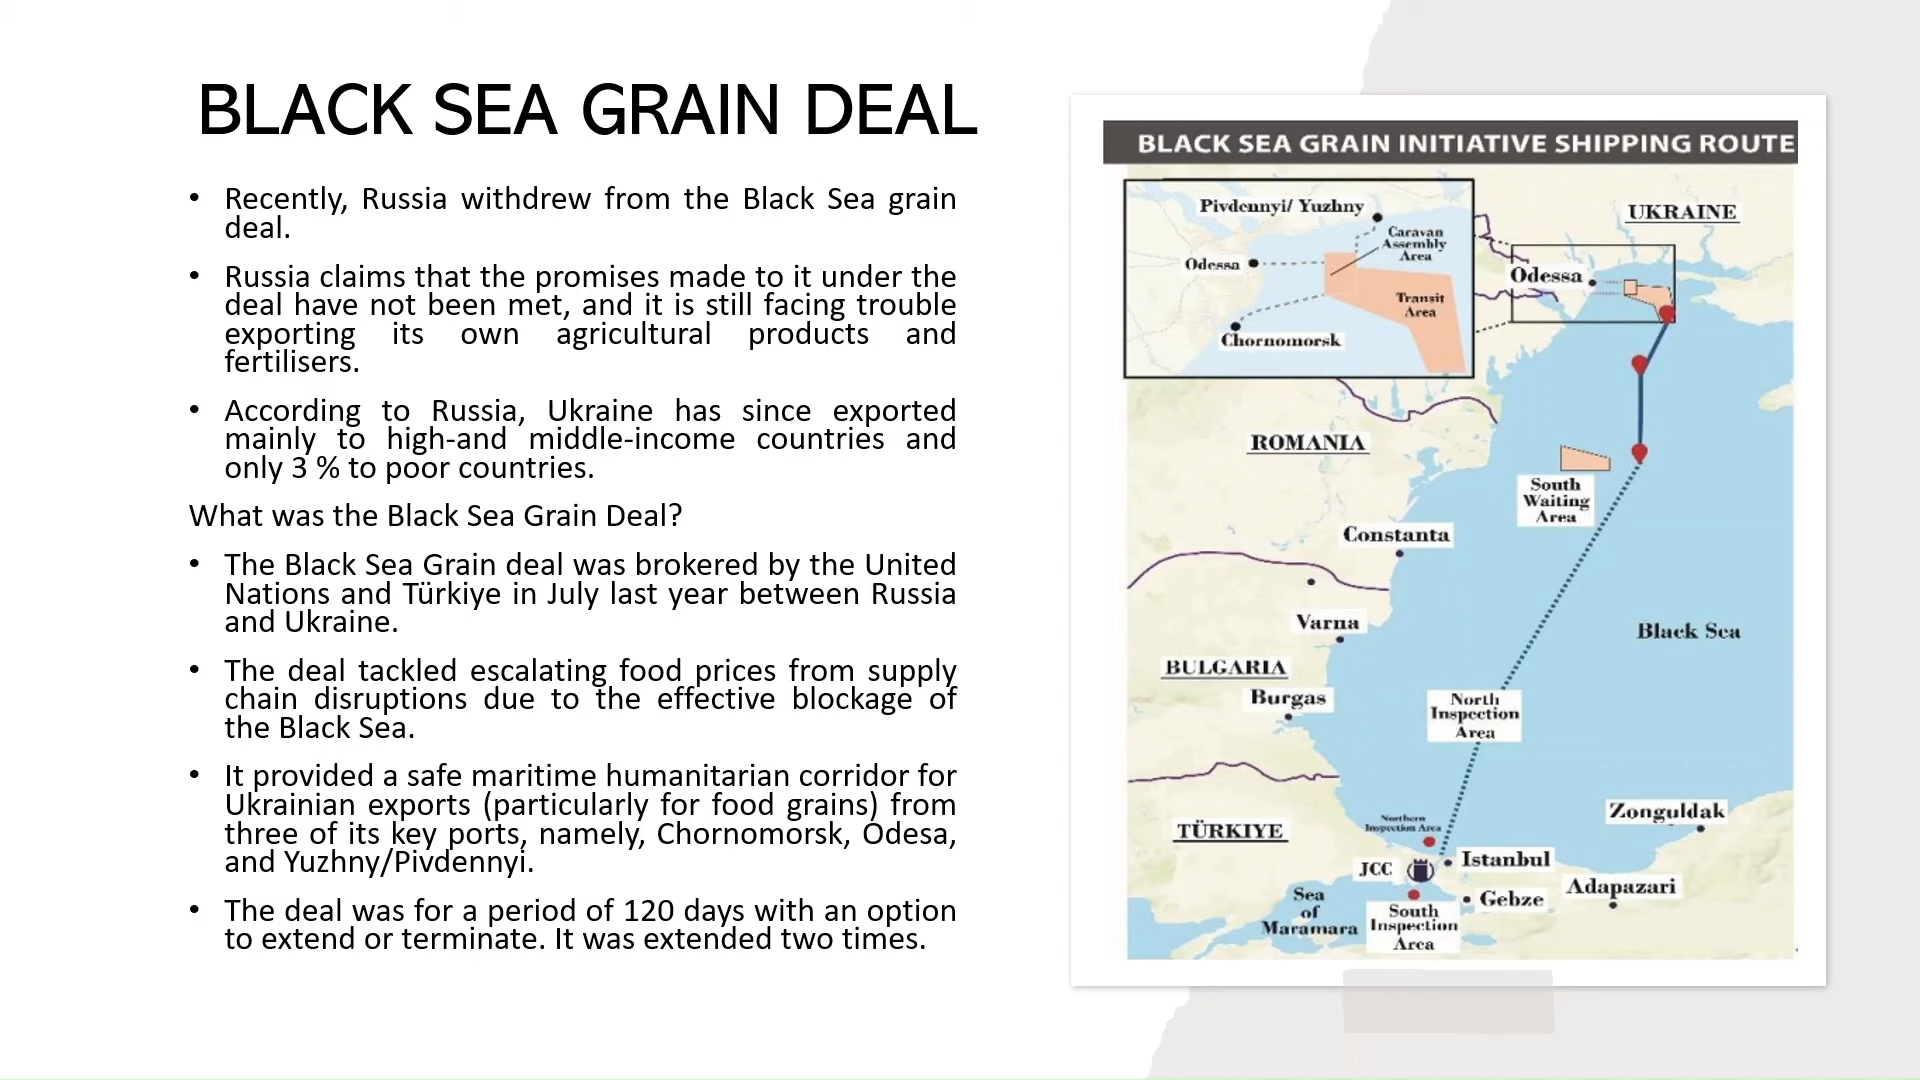 BLACK SEA GRAIN DEAL
• Recently, Russia withdrew from the Black Sea grain
deal.
• Russia claims that the promises made to it under the
deal have not been met, and it is still facing trouble
exporting its own agricultural products and
fertilisers.
• According to Russia, Ukraine has since exported
mainly to high-and middle-income countries and
only 3 % to poor countries.
What was the Black Sea Grain Deal?
• The Black Sea Grain deal was brokered by the United
Nations and Türkiye in July last year between Russia
and Ukraine.
• The deal tackled escalating food prices from supply
chain disruptions due to the effective blockage of
the Black Sea.
• It provided a safe maritime humanitarian corridor for
Ukrainian exports (particularly for food grains) from
three of its key ports, namely, Chornomorsk, Odesa,
and Yuzhny/Pivdennyi.
• The deal was for a period of 120 days with an option
to extend or terminate. It was extended two times.
BLACK SEA GRAIN INITIATIVE SHIPPING ROUTE
Pivdennyi/ Yuzhny
Caravan
Assembly
Area
Odessa
Transit
Area
Chornomorsk
UKRAINE
Odessa
ROMANIA
South
Waiting
Area
Constanta
Varna
Black Sea
BULGARIA
Burgas
North
Inspection
Area
Zonguldak
TÜRKIYE
Northern
Inspection Area
JCC
Istanbul
Adapazari
Gebze
Sea
of
Maramara
South
Inspection
Area